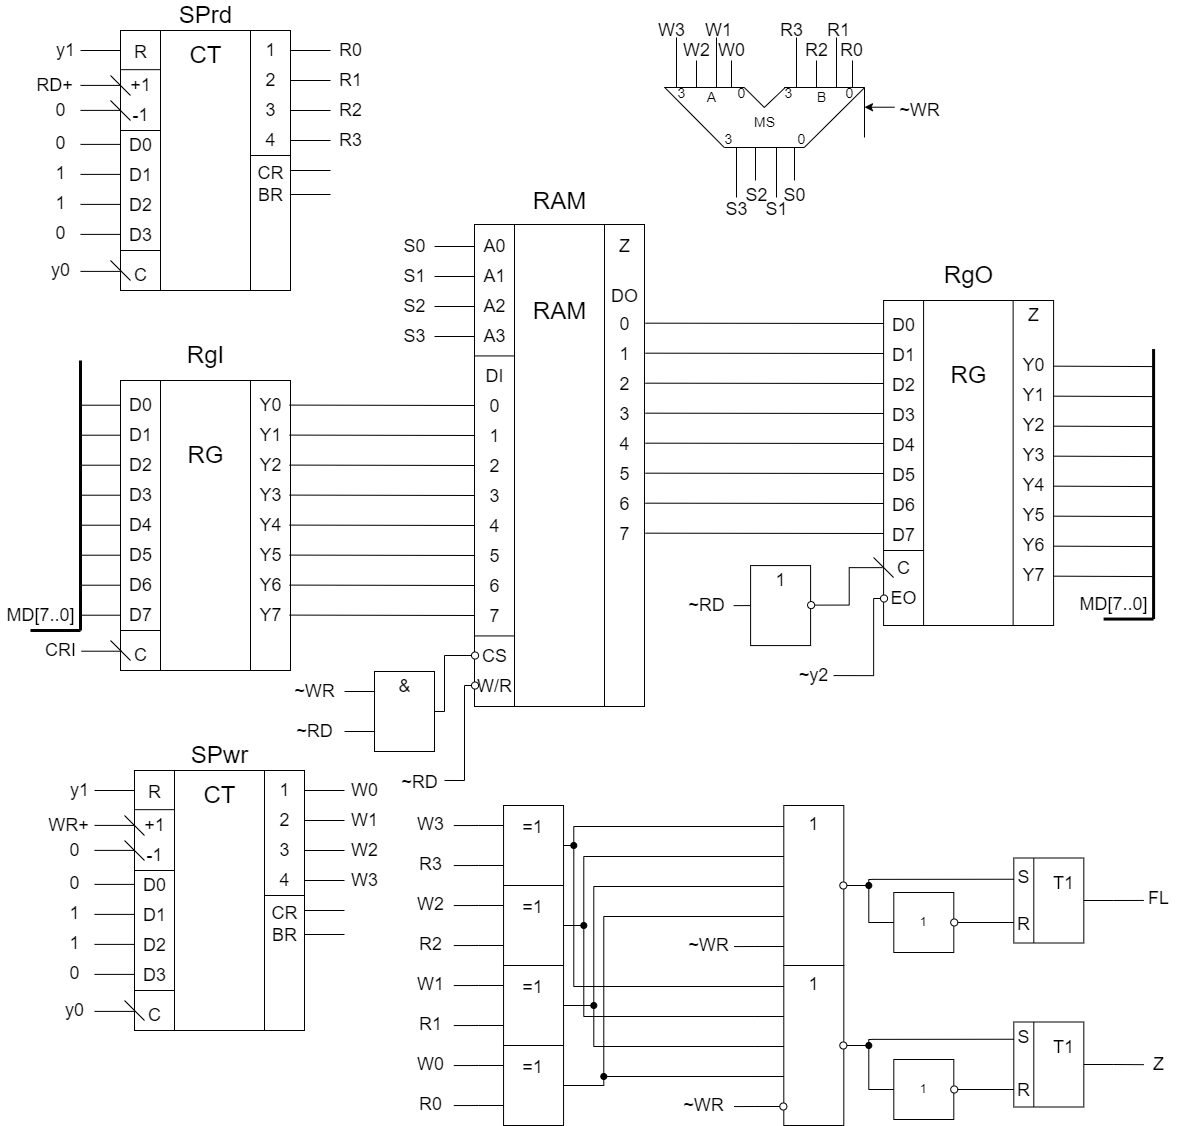 SPrd
y1 R CT 1 R0
RD+ +1 2 R1
0 -1 3 R2
0 D0 4 R3
1 D1 CR
1 D2 BR
0 D3
y0 C
W3 W1 R3 R1
W2 W0 R2 R0
3 A 0 3 B 0
MS
~WR
3 0
S2 S0
S3 S1
RAM
S0 A0 RAM Z
S1 A1
S2 A2 DO
S3 A3 0
DI 1
0 2
1 3
2 4
3 5
4 6
5 7
6
7
CS
W/R
RgI
D0 RG Y0
D1 Y1
D2 Y2
D3 Y3
D4 Y4
D5 Y5
D6 Y6
MD[7..0] D7 Y7
CRI C
~WR &
~RD
~RD
RgO
D0 RG Z
D1 Y0
D2 Y1
D3 Y2
D4 Y3
D5 Y4
D6 Y5
D7 Y6
C Y7
EO
1
~RD
~y2
MD[7..0]
SPwr
y1 R CT 1 W0
WR+ +1 2 W1
0 -1 3 W2
0 D0 4 W3
1 D1 CR
1 D2 BR
0 D3
y0 C
W3 =1
R3
W2 =1
R2
W1 =1
R1
W0 =1
R0
1
~WR
1
~WR
1
S T1 FL
R
1
S T1 Z
R